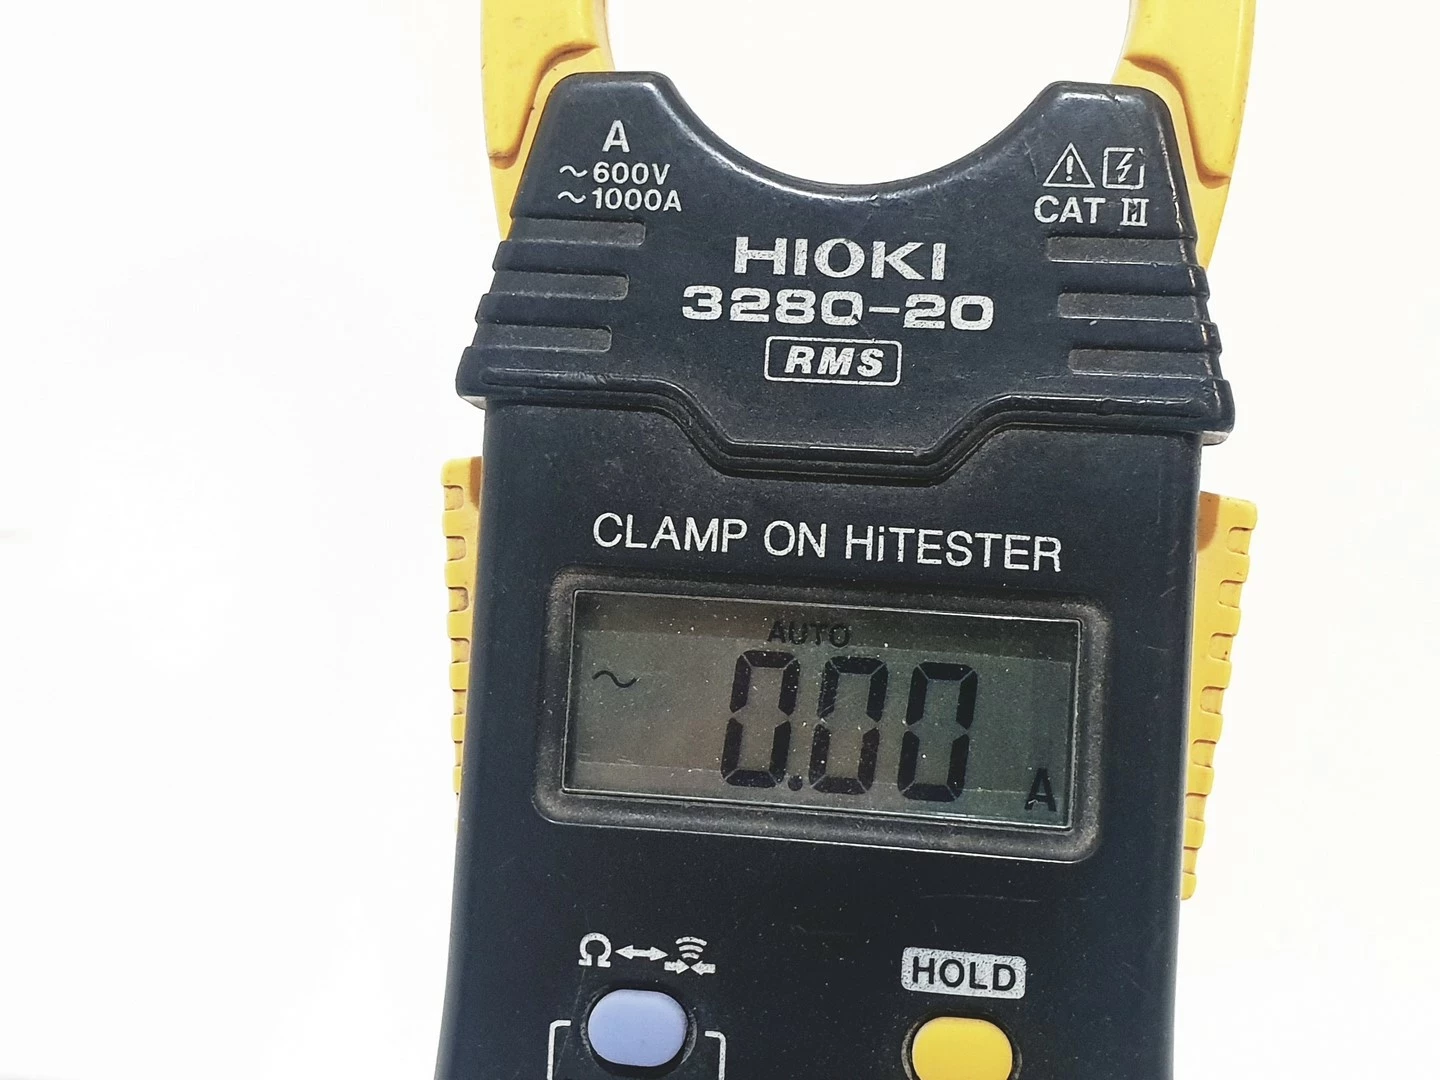 A
~600V
~1000A
CAT III
HIOKI
3280-20
RMS
CLAMP ON HiTESTER
AUTO
~ 0.00 A
Ω
HOLD